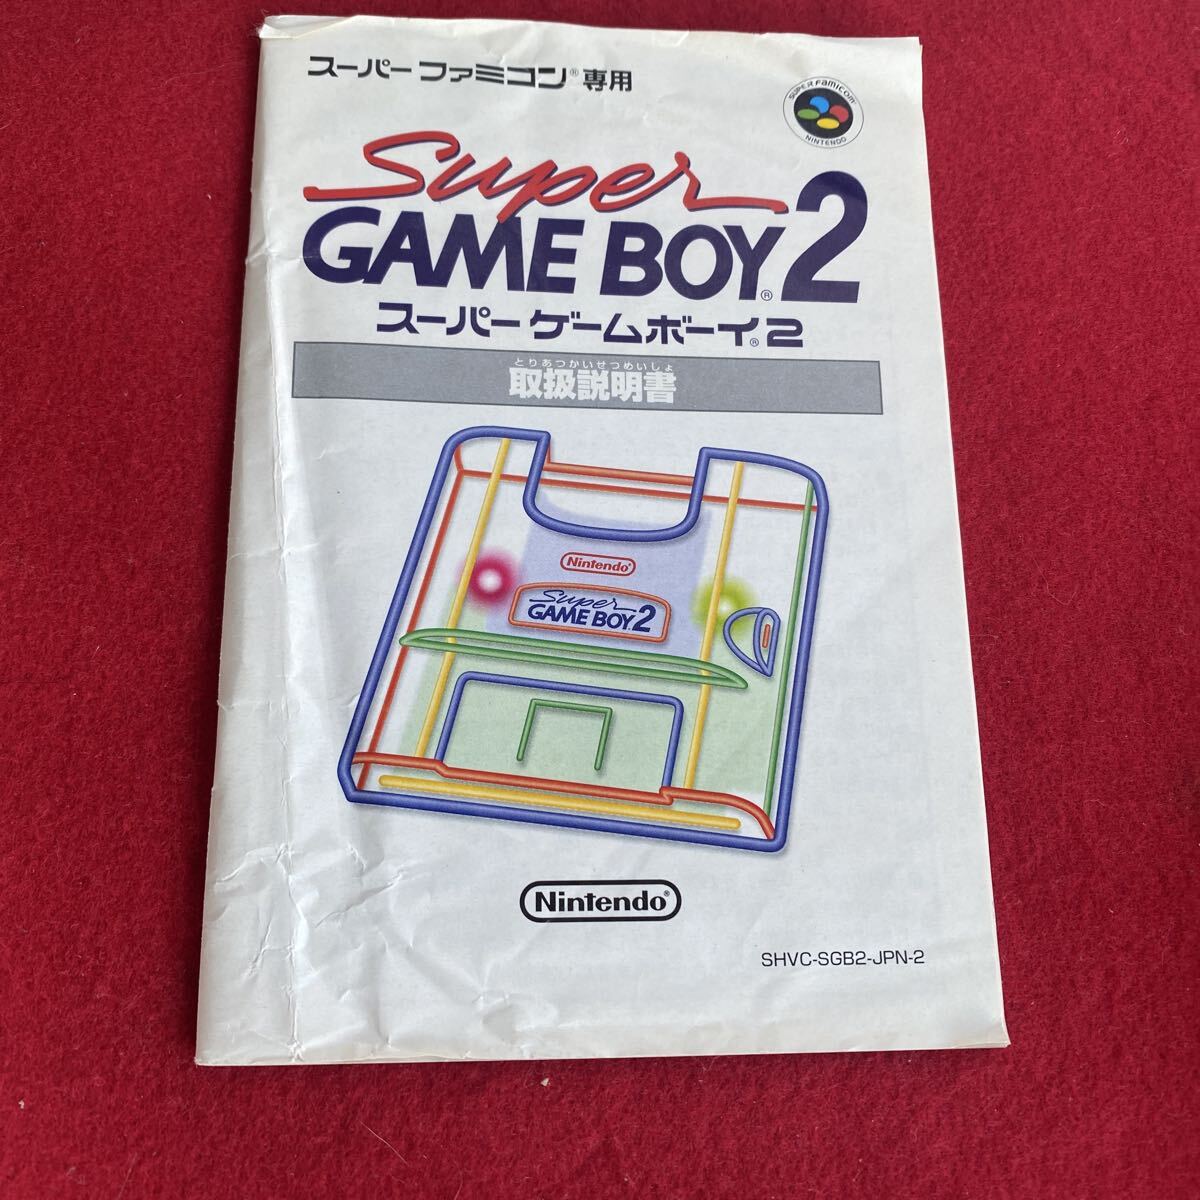 スーパーファミコン®専用
SUPER FAMICOM
NINTENDO
Super
GAME BOY®2
スーパーゲームボーイ®2
とりあつかいせつめいしょ
取扱説明書
Nintendo®
Super
GAME BOY 2
Nintendo®
SHVC-SGB2-JPN-2